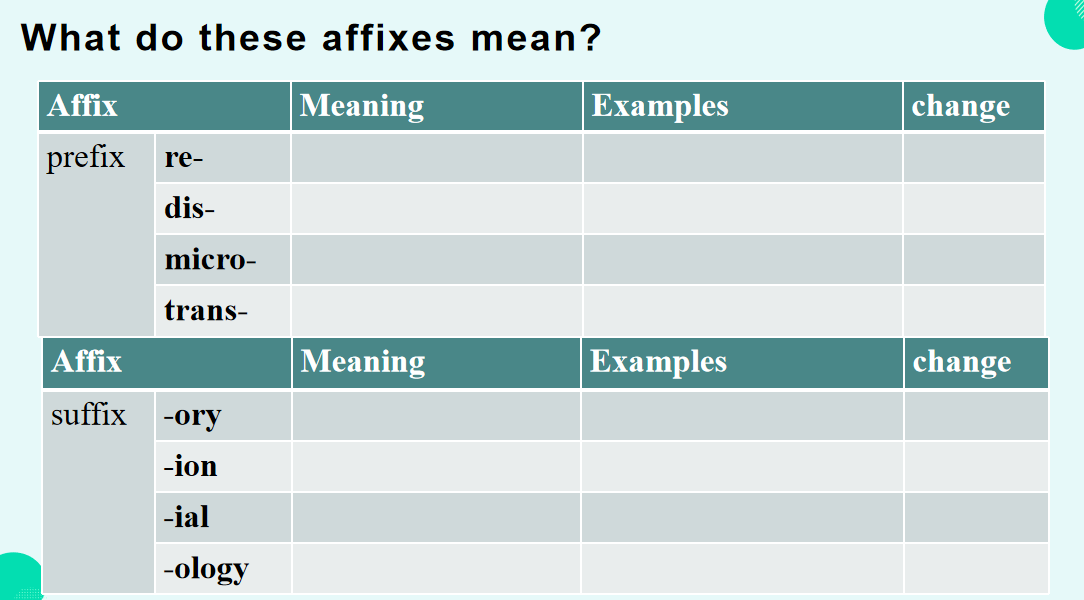 What do these affixes mean?
Affix Meaning Examples change
prefix re-
dis-
micro-
trans-
Affix Meaning Examples change
suffix -ory
-ion
-ial
-ology